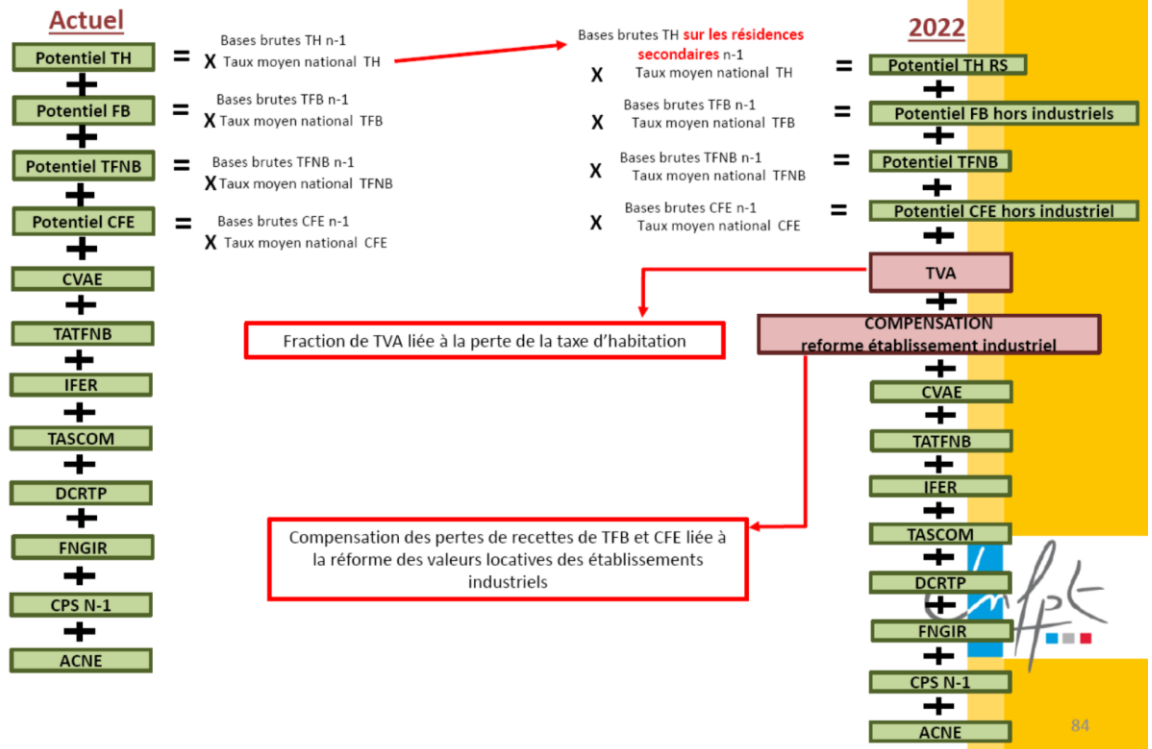 Actuel
Potentiel TH
=
Bases brutes TH n-1
X Taux moyen national TH
+
Potentiel FB
=
Bases brutes TFB n-1
X Taux moyen national TFB
+
Potentiel TFNB
=
Bases brutes TFNB n-1
X Taux moyen national TFNB
+
Potentiel CFE
=
Bases brutes CFE n-1
X Taux moyen national CFE
+
CVAE
+
TATFNB
+
IFER
+
TASCOM
+
DCRTP
+
FNGIR
+
CPS N-1
+
ACNE
2022
Bases brutes TH sur les résidences
secondaires n-1
X Taux moyen national TH
=
Potentiel TH RS
+
Bases brutes TFB n-1
X Taux moyen national TFB
=
Potentiel FB hors industriels
+
Bases brutes TFNB n-1
X Taux moyen national TFNB
=
Potentiel TFNB
+
Bases brutes CFE n-1
X Taux moyen national CFE
=
Potentiel CFE hors industriel
+
TVA
+
Fraction de TVA liée à la perte de la taxe d'habitation
COMPENSATION
reforme établissement industriel
+
CVAE
+
TATFNB
+
IFER
+
TASCOM
+
Compensation des pertes de recettes de TFB et CFE liée à
la réforme des valeurs locatives des établissements
industriels
DCRTP
+
FNGIR
+
CPS N-1
+
ACNE
cnfpt
84